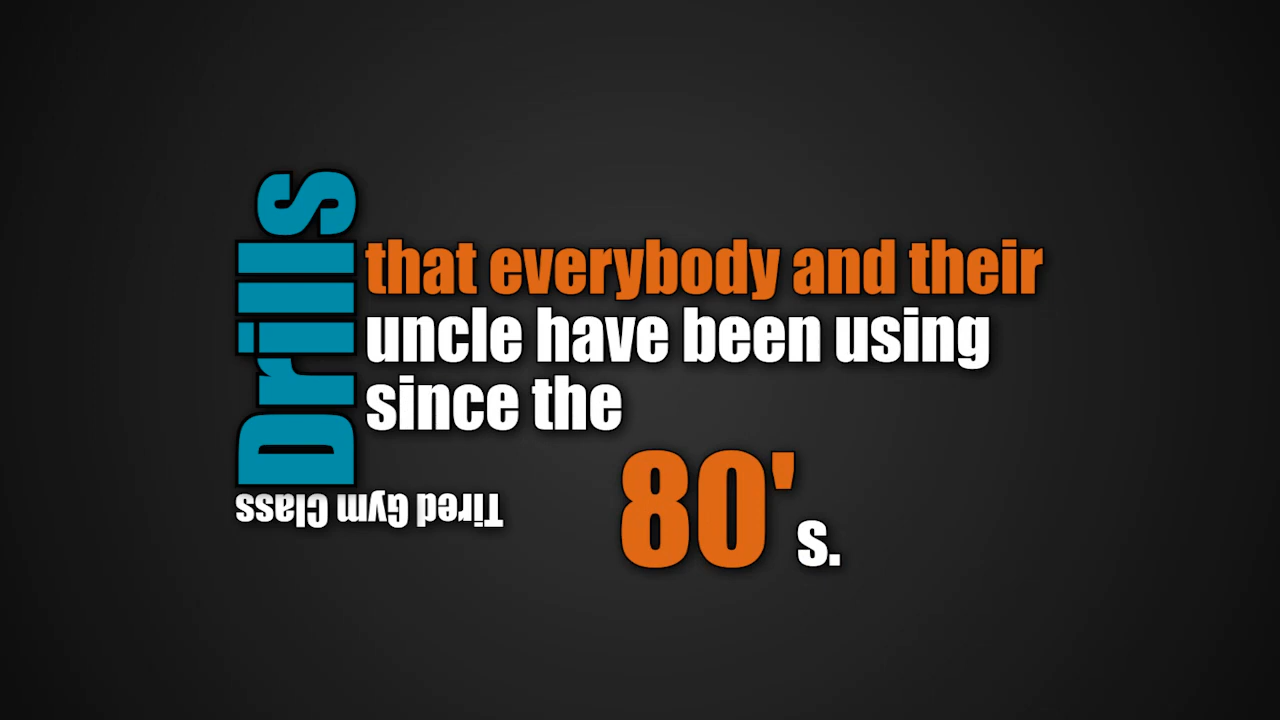 Tired Gym Class
Drills
that everybody and their
uncle have been using
since the
80's.